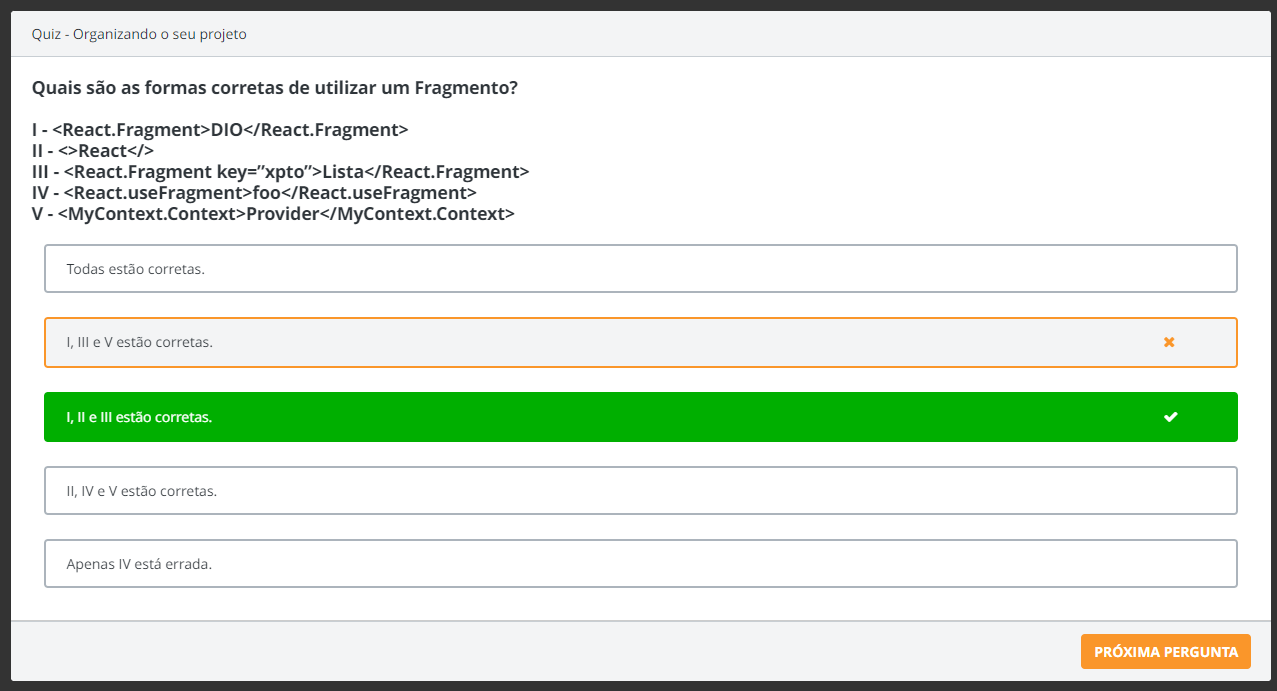 Quiz - Organizando o seu projeto
Quais são as formas corretas de utilizar um Fragmento?
I - <React.Fragment>DIO</React.Fragment>
II - <>React</>
III - <React.Fragment key=”xpto”>Lista</React.Fragment>
IV - <React.useFragment>foo</React.useFragment>
V - <MyContext.Context>Provider</MyContext.Context>
Todas estão corretas.
I, III e V estão corretas.
I, II e III estão corretas.
II, IV e V estão corretas.
Apenas IV está errada.
PRÓXIMA PERGUNTA